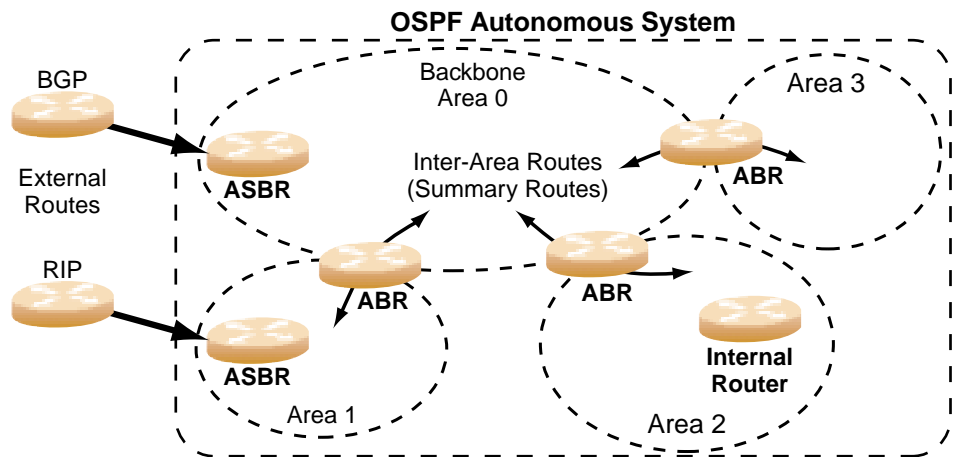 OSPF Autonomous System
BGP
Backbone
Area 0
Area 3
External
Routes
ASBR
Inter-Area Routes
(Summary Routes)
ABR
RIP
ABR
ABR
ASBR
Internal
Router
Area 1
Area 2